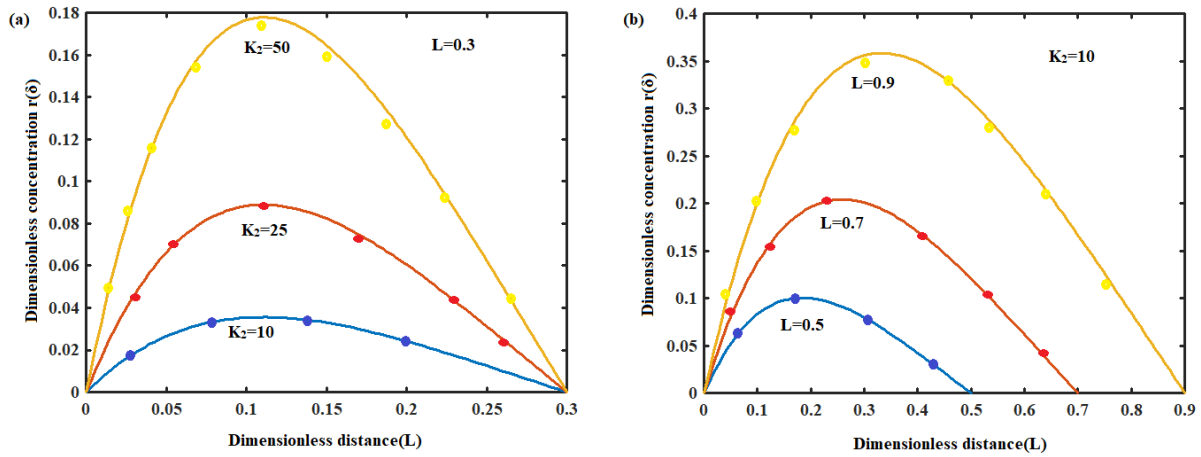 (a)
Dimensionless concentration r(δ)
0.18
0.16
0.14
0.12
0.1
0.08
0.06
0.04
0.02
0
K₂=50
L=0.3
K₂=25
K₂=10
0 0.05 0.1 0.15 0.2 0.25 0.3
Dimensionless distance(L)
(b)
Dimensionless concentration r(δ)
0.4
0.35
0.3
0.25
0.2
0.15
0.1
0.05
0
K₂=10
L=0.9
L=0.7
L=0.5
0 0.1 0.2 0.3 0.4 0.5 0.6 0.7 0.8 0.9
Dimensionless distance(L)